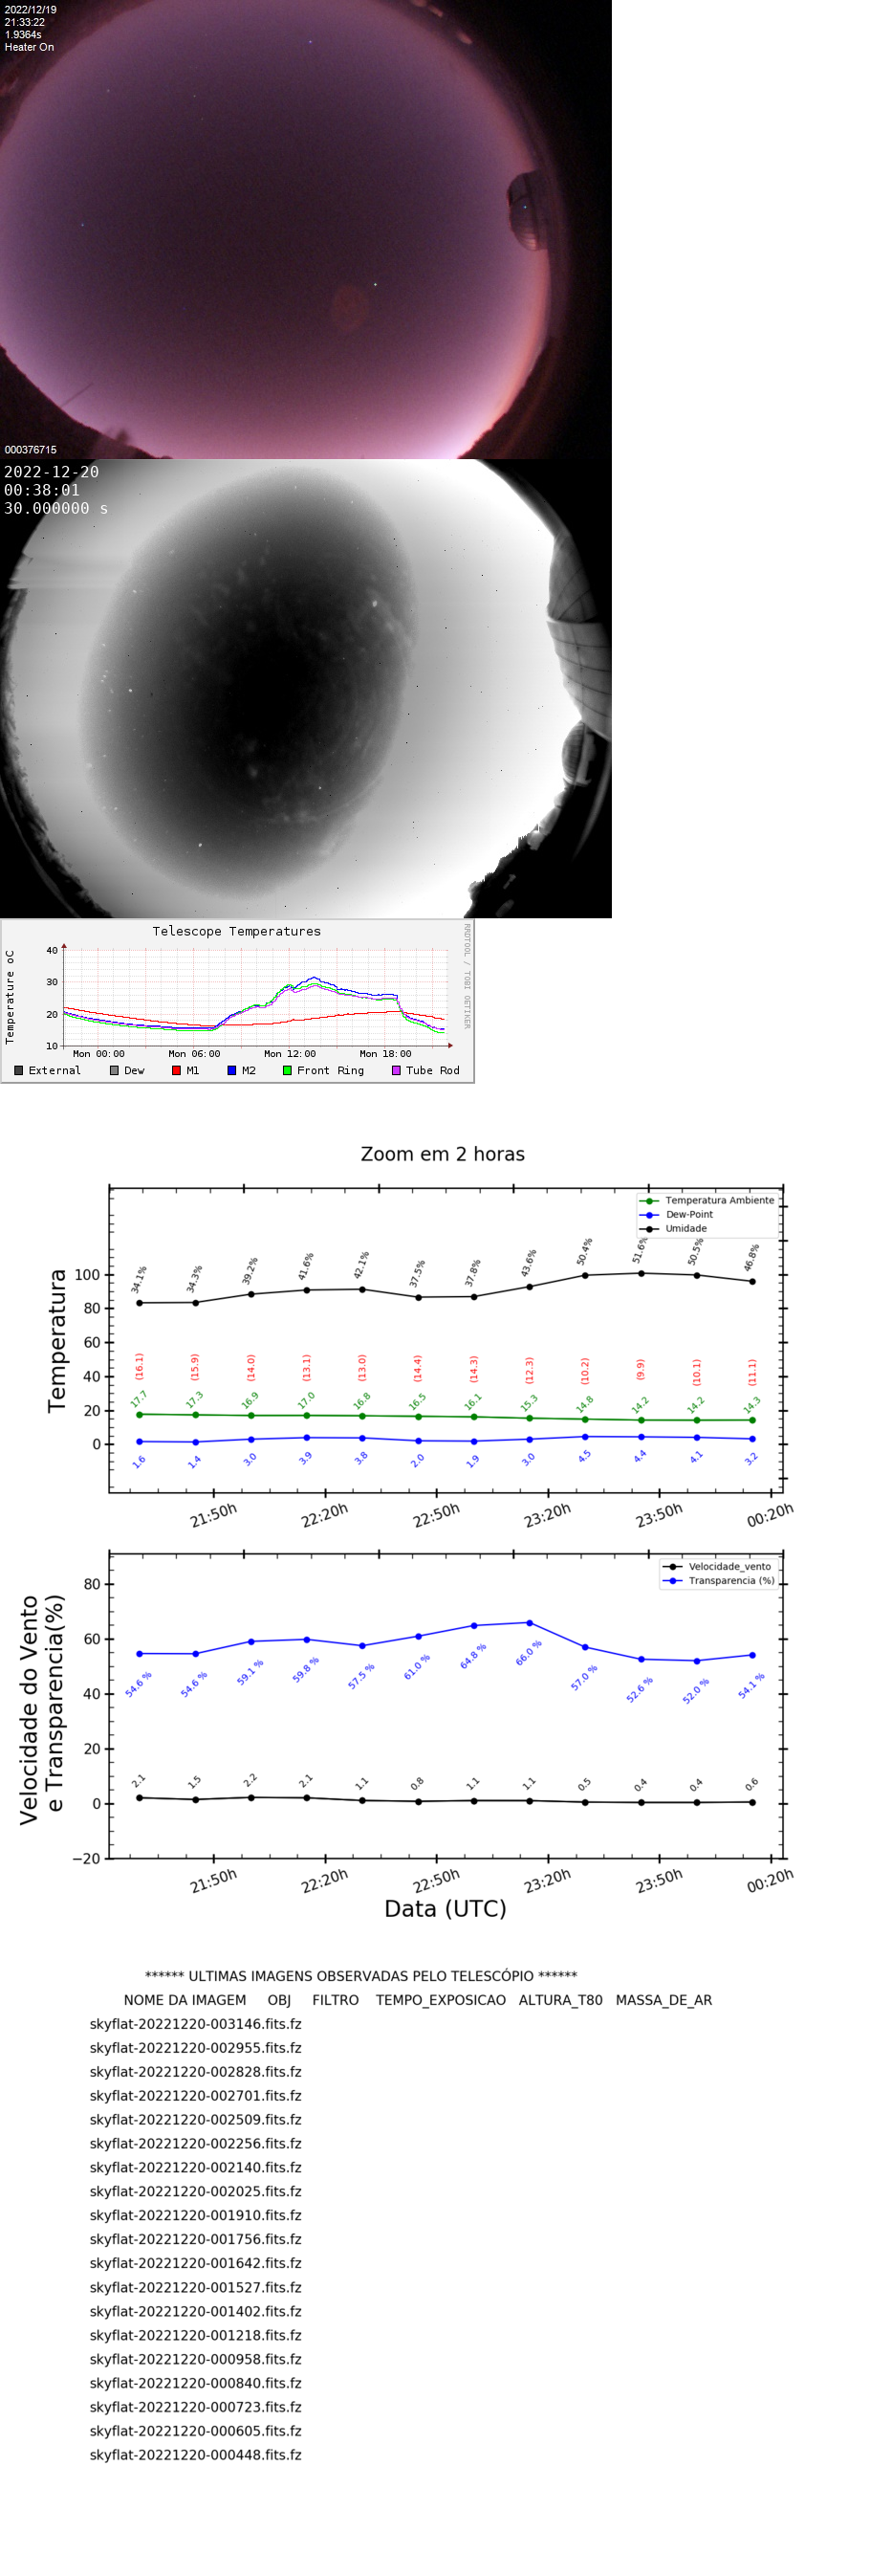 2022/12/19
21:33:22
1.9364s
Heater On
000376715
2022-12-20
00:38:01
30.000000 s
Telescope Temperatures
RRDTOOL / TOBI OETIKER
Temperature oC
40
30
20
10
Mon 00:00 Mon 06:00 Mon 12:00 Mon 18:00
External Dew M1 M2 Front Ring Tube Rod
Zoom em 2 horas
Temperatura Ambiente
Dew-Point
Umidade
Temperatura
100
80
60
40
20
0
34.1% 34.3% 39.2% 41.6% 42.1% 37.5% 37.8% 43.6% 50.4% 51.6% 50.5% 46.8%
(16.1) (15.9) (14.0) (13.1) (13.0) (14.4) (14.3) (12.3) (10.2) (9.9) (10.1) (11.1)
17.7 17.3 16.9 17.0 16.8 16.5 16.1 15.3 14.8 14.2 14.2 14.3
1.6 1.4 3.0 3.9 3.8 2.0 1.9 3.0 4.5 4.4 4.1 3.2
21:50h 22:20h 22:50h 23:20h 23:50h 00:20h
Velocidade_vento
Transparencia (%)
Velocidade do Vento
e Transparencia(%)
80
60
40
20
0
−20
54.6 % 54.6 % 59.1 % 59.8 % 57.5 % 61.0 % 64.8 % 66.0 % 57.0 % 52.6 % 52.0 % 54.1 %
2.1 1.5 2.2 2.1 1.1 0.8 1.1 1.1 0.5 0.4 0.4 0.6
21:50h 22:20h 22:50h 23:20h 23:50h 00:20h
Data (UTC)
****** ULTIMAS IMAGENS OBSERVADAS PELO TELESCÓPIO ******
NOME DA IMAGEM OBJ FILTRO TEMPO_EXPOSICAO ALTURA_T80 MASSA_DE_AR
skyflat-20221220-003146.fits.fz
skyflat-20221220-002955.fits.fz
skyflat-20221220-002828.fits.fz
skyflat-20221220-002701.fits.fz
skyflat-20221220-002509.fits.fz
skyflat-20221220-002256.fits.fz
skyflat-20221220-002140.fits.fz
skyflat-20221220-002025.fits.fz
skyflat-20221220-001910.fits.fz
skyflat-20221220-001756.fits.fz
skyflat-20221220-001642.fits.fz
skyflat-20221220-001527.fits.fz
skyflat-20221220-001402.fits.fz
skyflat-20221220-001218.fits.fz
skyflat-20221220-000958.fits.fz
skyflat-20221220-000840.fits.fz
skyflat-20221220-000723.fits.fz
skyflat-20221220-000605.fits.fz
skyflat-20221220-000448.fits.fz